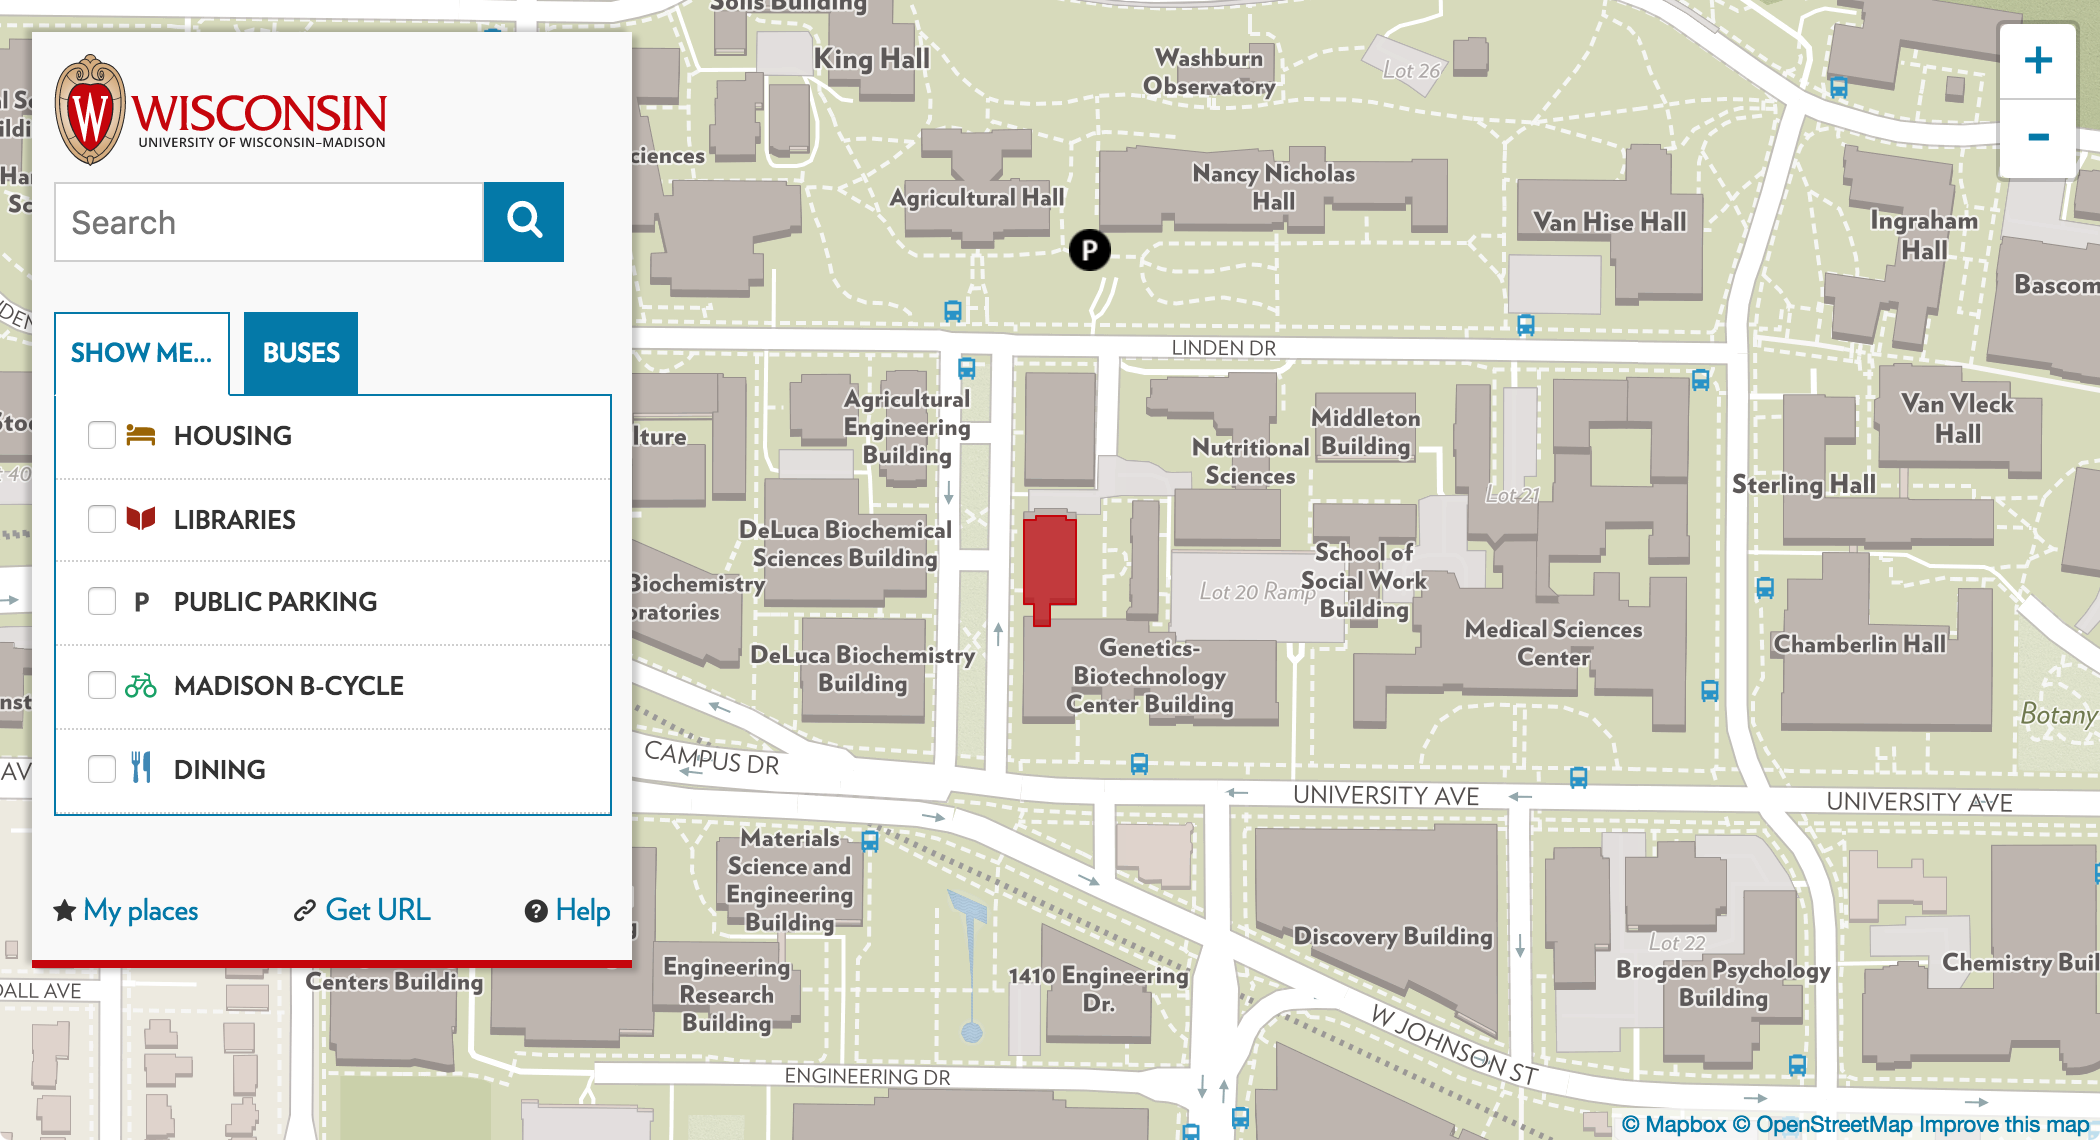 WISCONSIN
UNIVERSITY OF WISCONSIN–MADISON
Search
SHOW ME...
BUSES
HOUSING
LIBRARIES
P PUBLIC PARKING
MADISON B-CYCLE
DINING
My places
Get URL
Help
King Hall
Washburn
Observatory
Lot 26
Agricultural Hall
Nancy Nicholas
Hall
P
Van Hise Hall
Ingraham
Hall
Bascom
LINDEN DR
Agricultural
Engineering
Building
Nutritional
Sciences
Middleton
Building
Lot 21
Van Vleck
Hall
Sterling Hall
DeLuca Biochemical
Sciences Building
School of
Social Work
Building
Lot 20 Ramp
Biochemistry
DeLuca Biochemistry
Building
Genetics-
Biotechnology
Center Building
Medical Sciences
Center
Chamberlin Hall
Botany
CAMPUS DR
UNIVERSITY AVE
UNIVERSITY AVE
Materials
Science and
Engineering
Building
Engineering
Research
Building
1410 Engineering
Dr.
Discovery Building
Lot 22
Brogden Psychology
Building
Chemistry Buil
Centers Building
DALL AVE
W JOHNSON ST
ENGINEERING DR
+
-
© Mapbox © OpenStreetMap Improve this map